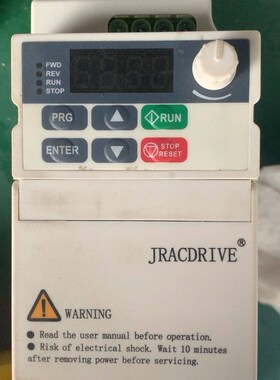 FWD
REV
RUN
STOP
PRG
RUN
ENTER
STOP
RESET
JRACDRIVE®
WARNING
● Read the user manual before operation.
● Risk of electrical shock. Wait 10 minutes
after removing power before servicing.